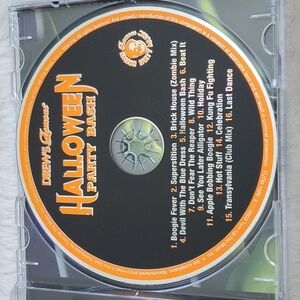 DREW'S Famous
HALLOWEEN
PARTY BASH
1. Boogie Fever 2. Superstition 3. Brick House (Zombie Mix)
4. Devil With The Blue Dress 5. Halloween Bash 6. Beat It
7. Don't Fear The Reaper 8. Wild Thing
9. See You Later Alligator 10. Holiday
11. Apple Bobbing Boogie 12. Kung Fu Fighting
13. Hot Stuff 14. Celebration
15. Transylvania (Club Mix) 16. Last Dance